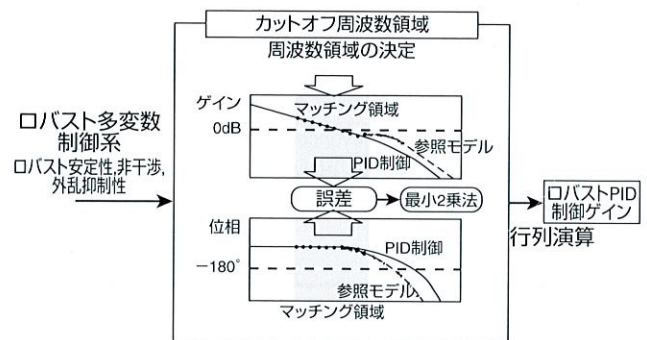 カットオフ周波数領域
周波数領域の決定
ロバスト多変数
制御系
ロバスト安定性,非干渉,
外乱抑制性
ゲイン
0dB
マッチング領域
参照モデル
PID制御
誤差
最小2乗法
位相
−180°
PID制御
参照モデル
マッチング領域
ロバストPID
制御ゲイン
行列演算